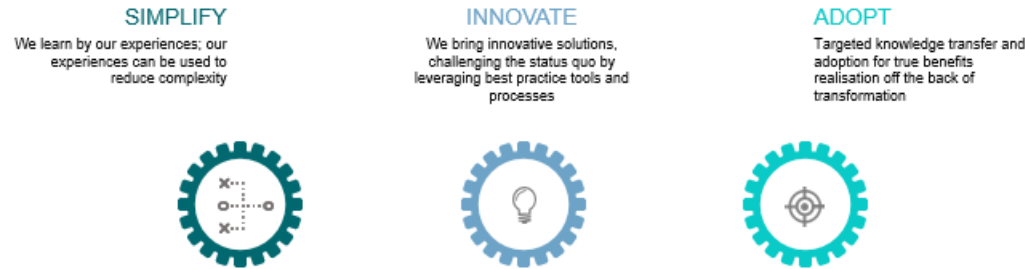 SIMPLIFY
We learn by our experiences; our
experiences can be used to
reduce complexity
INNOVATE
We bring innovative solutions,
challenging the status quo by
leveraging best practice tools and
processes
ADOPT
Targeted knowledge transfer and
adoption for true benefits
realisation off the back of
transformation